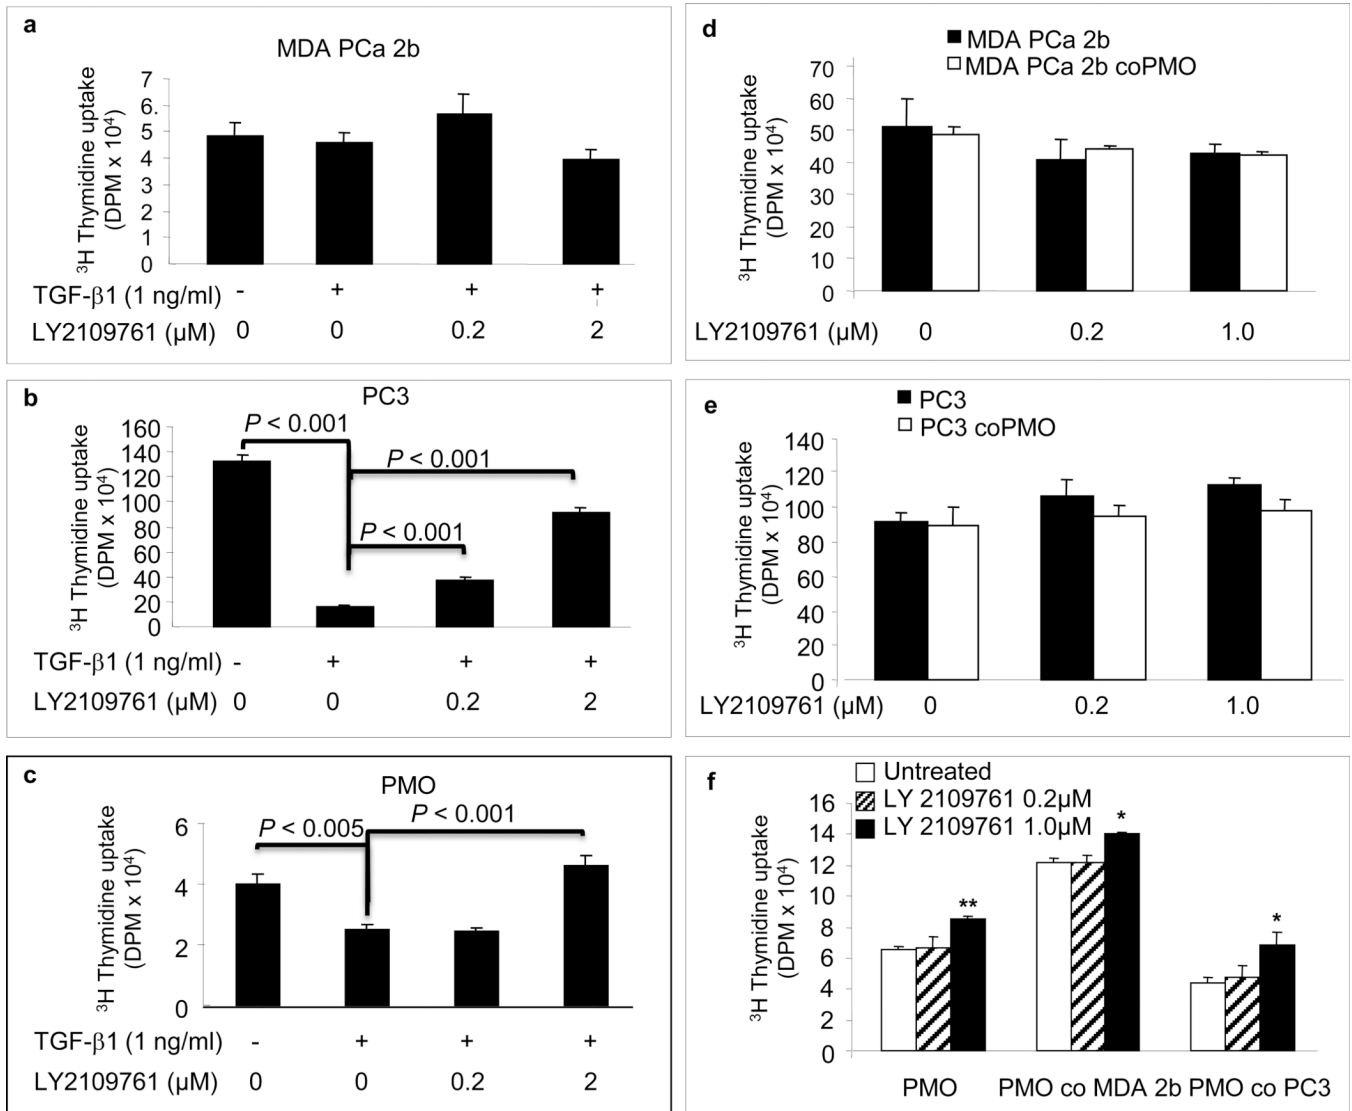 a
MDA PCa 2b
³H Thymidine uptake
(DPM x 10⁴)
7
6.
5
4
3
2
1
0
TGF-β1 (1 ng/ml) - + + +
LY2109761 (µM) 0 0 0.2 2
b
PC3
³H Thymidine uptake
(DPM x 10⁴)
160
140
120
100
80
60
40
20
0
P < 0.001
P < 0.001
P < 0.001
TGF-β1 (1 ng/ml) - + + +
LY2109761 (µM) 0 0 0.2 2
c
PMO
³H Thymidine uptake
(DPM x 10⁴)
6
4
2
0
P < 0.005
P < 0.001
TGF-β1 (1 ng/ml) - + + +
LY2109761 (µM) 0 0 0.2 2
d
MDA PCa 2b
MDA PCa 2b coPMO
³H Thymidine uptake
(DPM x 10⁴)
70
60
50
40
30
20
10
0
LY2109761 (µM) 0 0.2 1.0
e
PC3
PC3 coPMO
³H Thymidine uptake
(DPM x 10⁴)
140
120
100
80
60
40
20
0
LY2109761 (µM) 0 0.2 1.0
f
Untreated
LY 2109761 0.2µM
LY 2109761 1.0µM
³H Thymidine uptake
(DPM x 10⁴)
16
14
12
10
8
6
4
2
0
**
*
*
PMO PMO co MDA 2b PMO co PC3